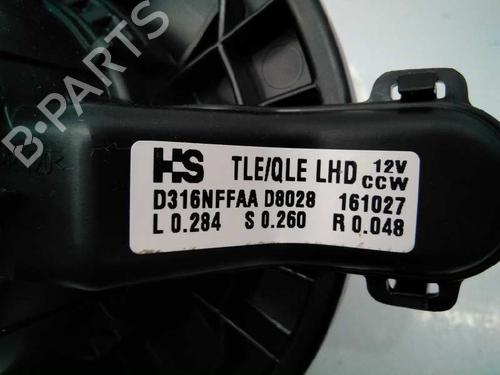 B-PARTS
HS TLE/QLE LHD 12V CCW
D316NFFAA D8028 161027
L 0.284 S 0.260 R 0.048